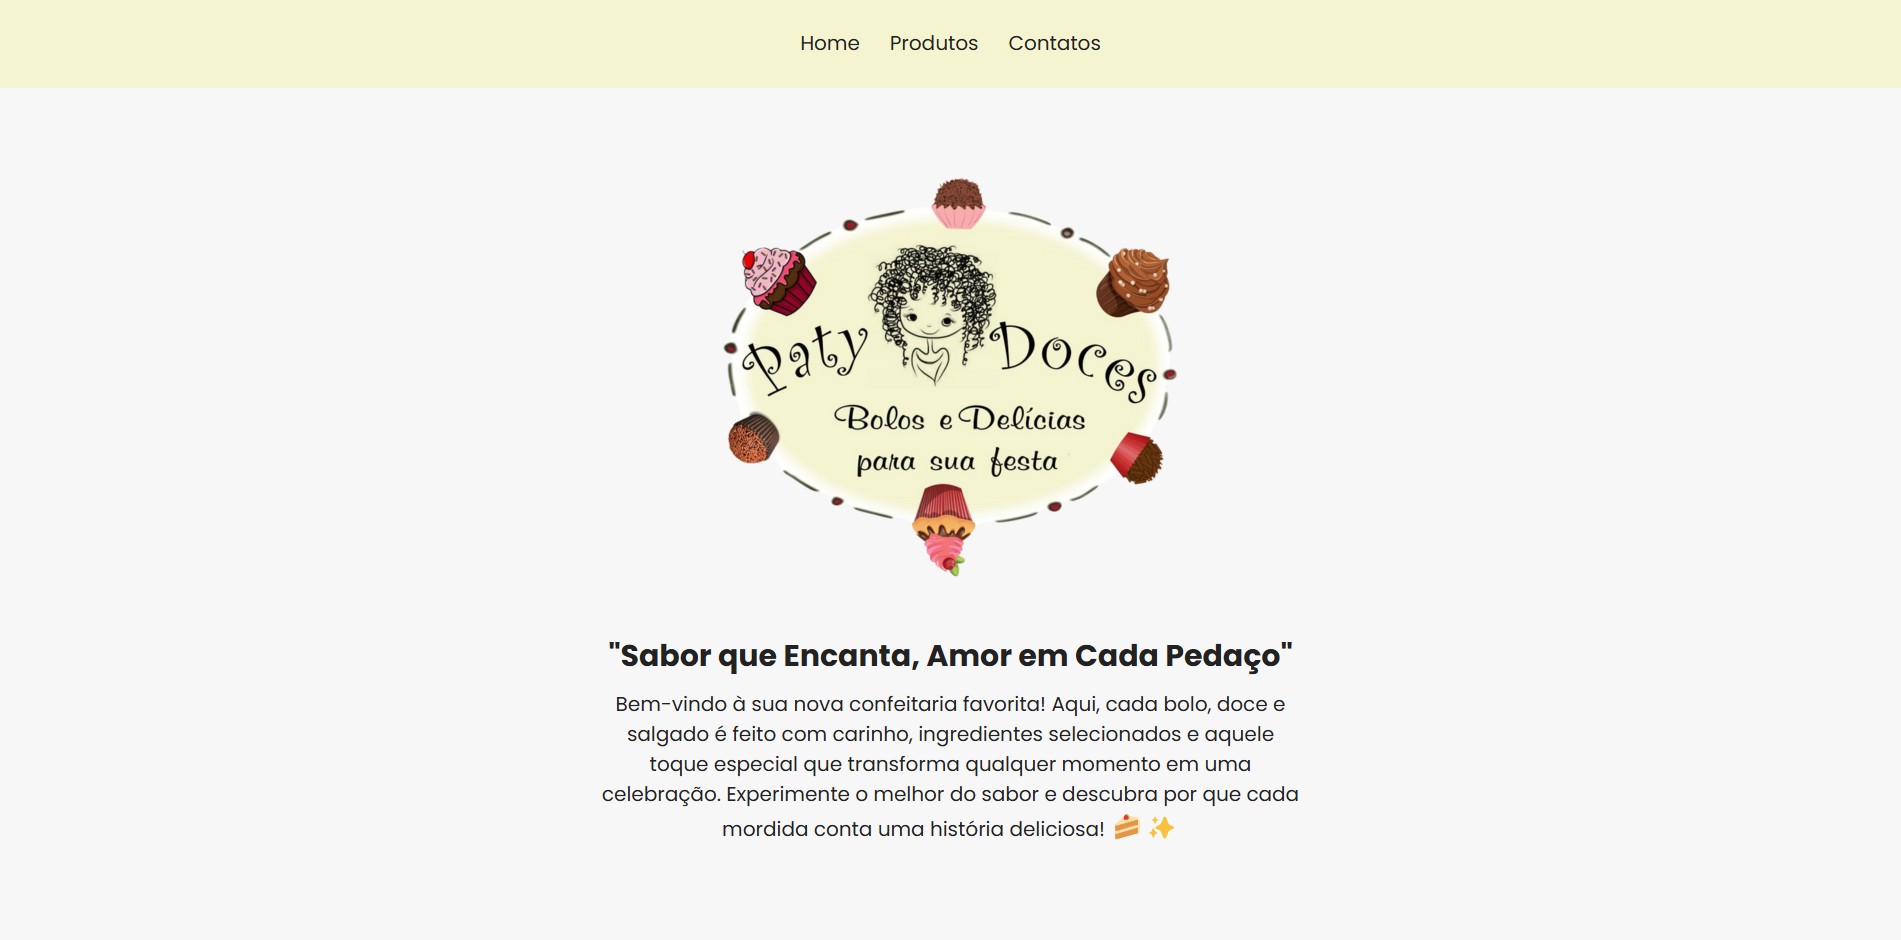 Home Produtos Contatos
Paty Doces
Bolos e Delícias
para sua festa
"Sabor que Encanta, Amor em Cada Pedaço"
Bem-vindo à sua nova confeitaria favorita! Aqui, cada bolo, doce e
salgado é feito com carinho, ingredientes selecionados e aquele
toque especial que transforma qualquer momento em uma
celebração. Experimente o melhor do sabor e descubra por que cada
mordida conta uma história deliciosa! 🍰 ✨